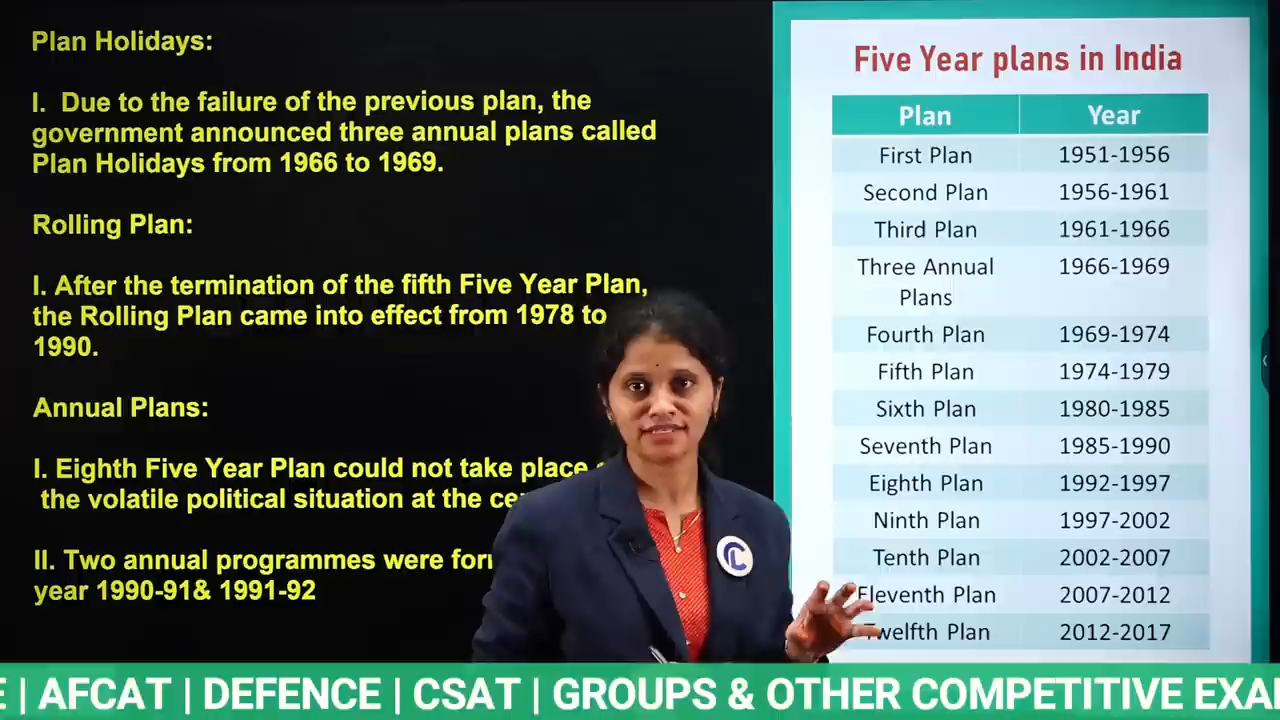 Plan Holidays:
I. Due to the failure of the previous plan, the
government announced three annual plans called
Plan Holidays from 1966 to 1969.
Rolling Plan:
I. After the termination of the fifth Five Year Plan,
the Rolling Plan came into effect from 1978 to
1990.
Annual Plans:
I. Eighth Five Year Plan could not take place
the volatile political situation at the
II. Two annual programmes were
year 1990-91& 1991-92
Five Year plans in India
Plan Year
First Plan 1951-1956
Second Plan 1956-1961
Third Plan 1961-1966
Three Annual 1966-1969
Plans
Fourth Plan 1969-1974
Fifth Plan 1974-1979
Sixth Plan 1980-1985
Seventh Plan 1985-1990
Eighth Plan 1992-1997
Ninth Plan 1997-2002
Tenth Plan 2002-2007
Eleventh Plan 2007-2012
Twelfth Plan 2012-2017
CL
E | AFCAT | DEFENCE | CSAT | GROUPS & OTHER COMPETITIVE EXA